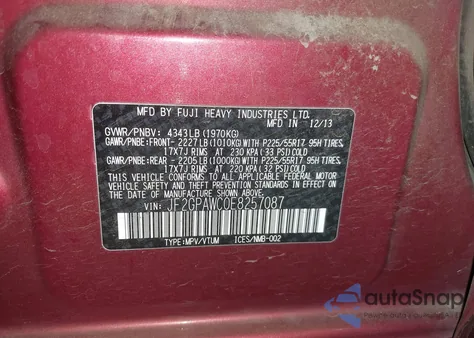 MFD BY FUJI HEAVY INDUSTRIES LTD.
MFD IN 12/13
GVWR/PNBV: 4343LB (1970KG)
GAWR/PNBE:FRONT- 2227LB (1010KG) WITH P225/55R17 95H TIRES,
17X7J RIMS AT 230 KPA (33 PSI) COLD
GAWR/PNBE:REAR - 2205LB (1000KG) WITH P225/55R17 95H TIRES,
17X7J RIMS AT 220 KPA (32 PSI) COLD
THIS VEHICLE CONFORMS TO ALL APPLICABLE
FEDERAL MOTOR VEHICLE SAFETY, BUMPER,
AND THEFT PREVENTION STANDARDS
IN EFFECT ON THE DATE OF
MANUFACTURE SHOWN ABOVE.
VIN: JF2GPAWC0E8257087
TYPE:MPV/VTUM ICES/NMB-002
autoSnap